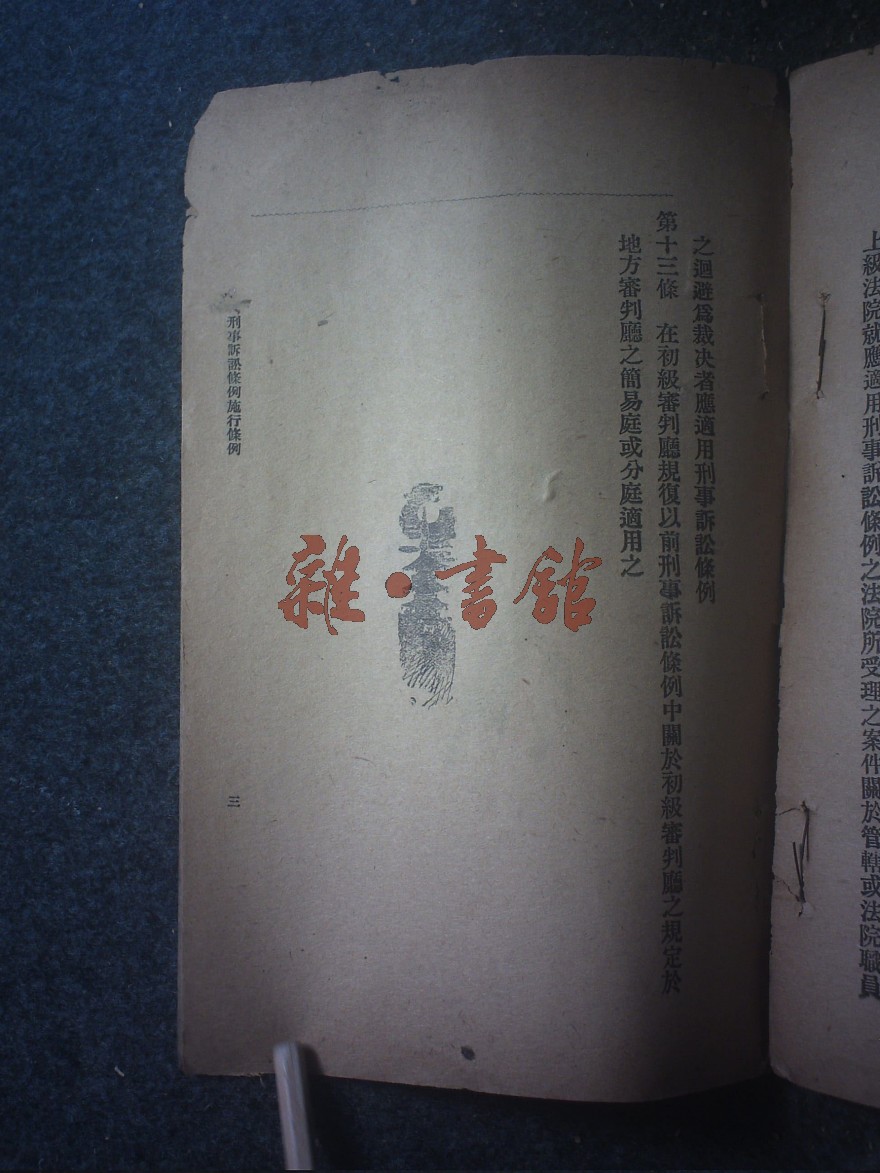 上級法院就應適用刑事訴訟條例之法院所受理之案件關於管轄或法院職員
之迴避爲裁決者應適用刑事訴訟條例
第十三條　在初級審判廳規復以前刑事訴訟條例中關於初級審判廳之規定於
地方審判廳之簡易庭或分庭適用之
刑事訴訟條例施行條例
三
雜·書館